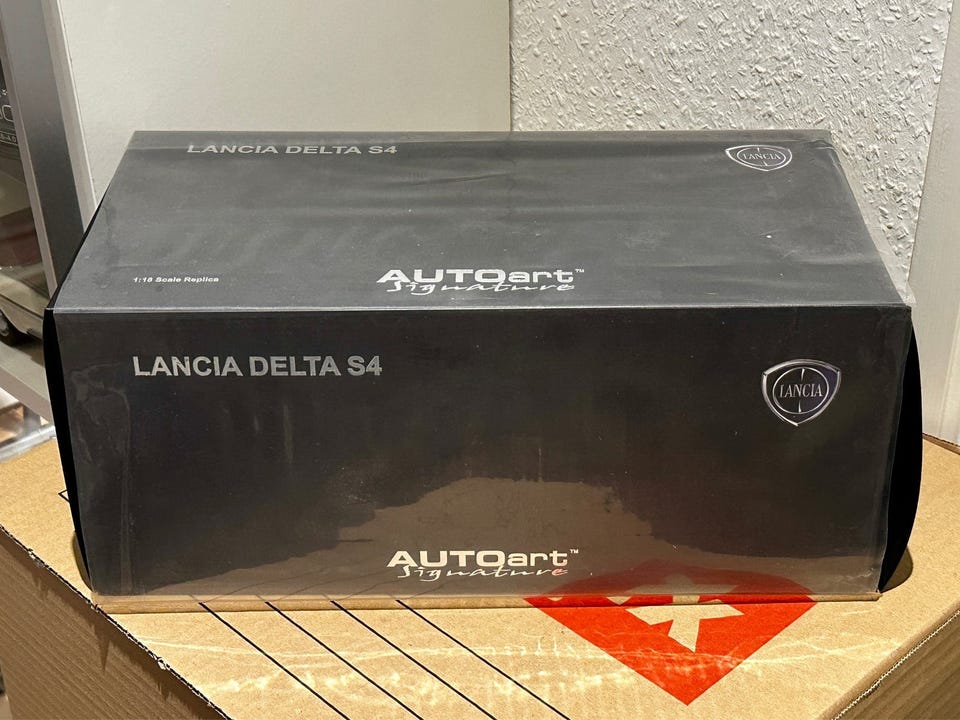 LANCIA DELTA S4
LANCIA
1:18 Scale Replica
AUTOart™
Signature
LANCIA DELTA S4
LANCIA
AUTOart™
Signature